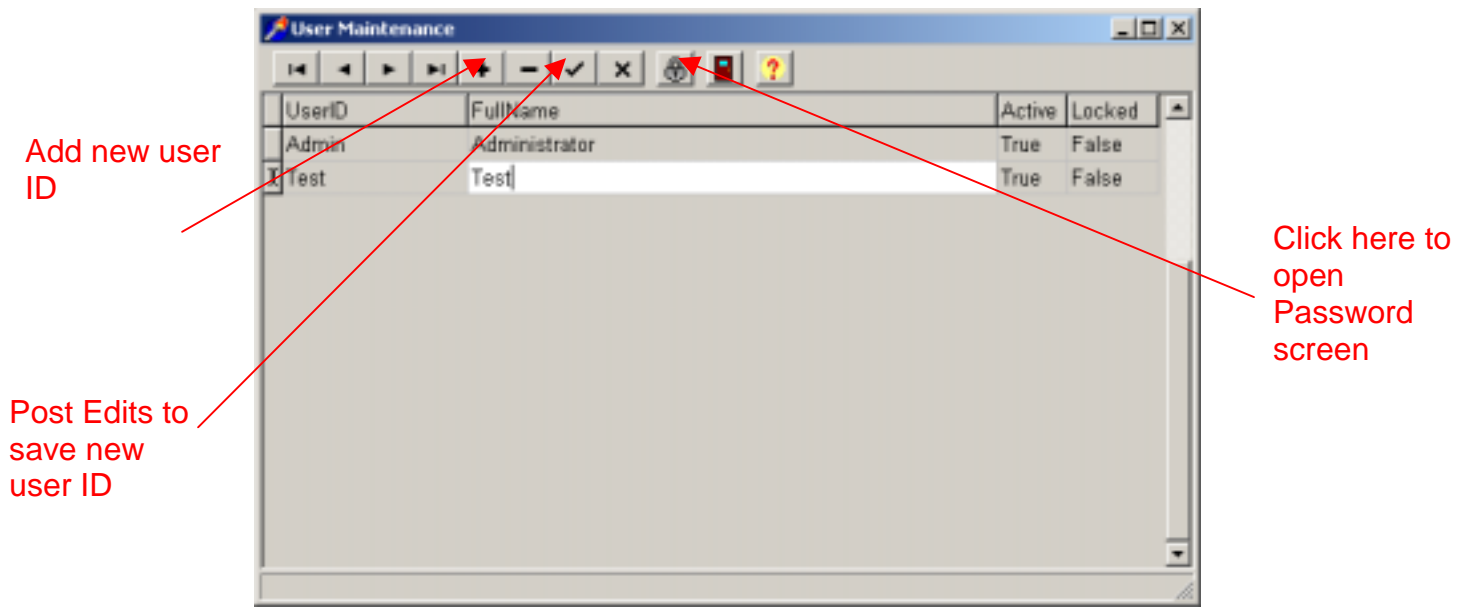 User Maintenance
UserID FullName Active Locked
Admin Administrator True False
Test Test True False
Add new user
ID
Click here to
open
Password
screen
Post Edits to
save new
user ID